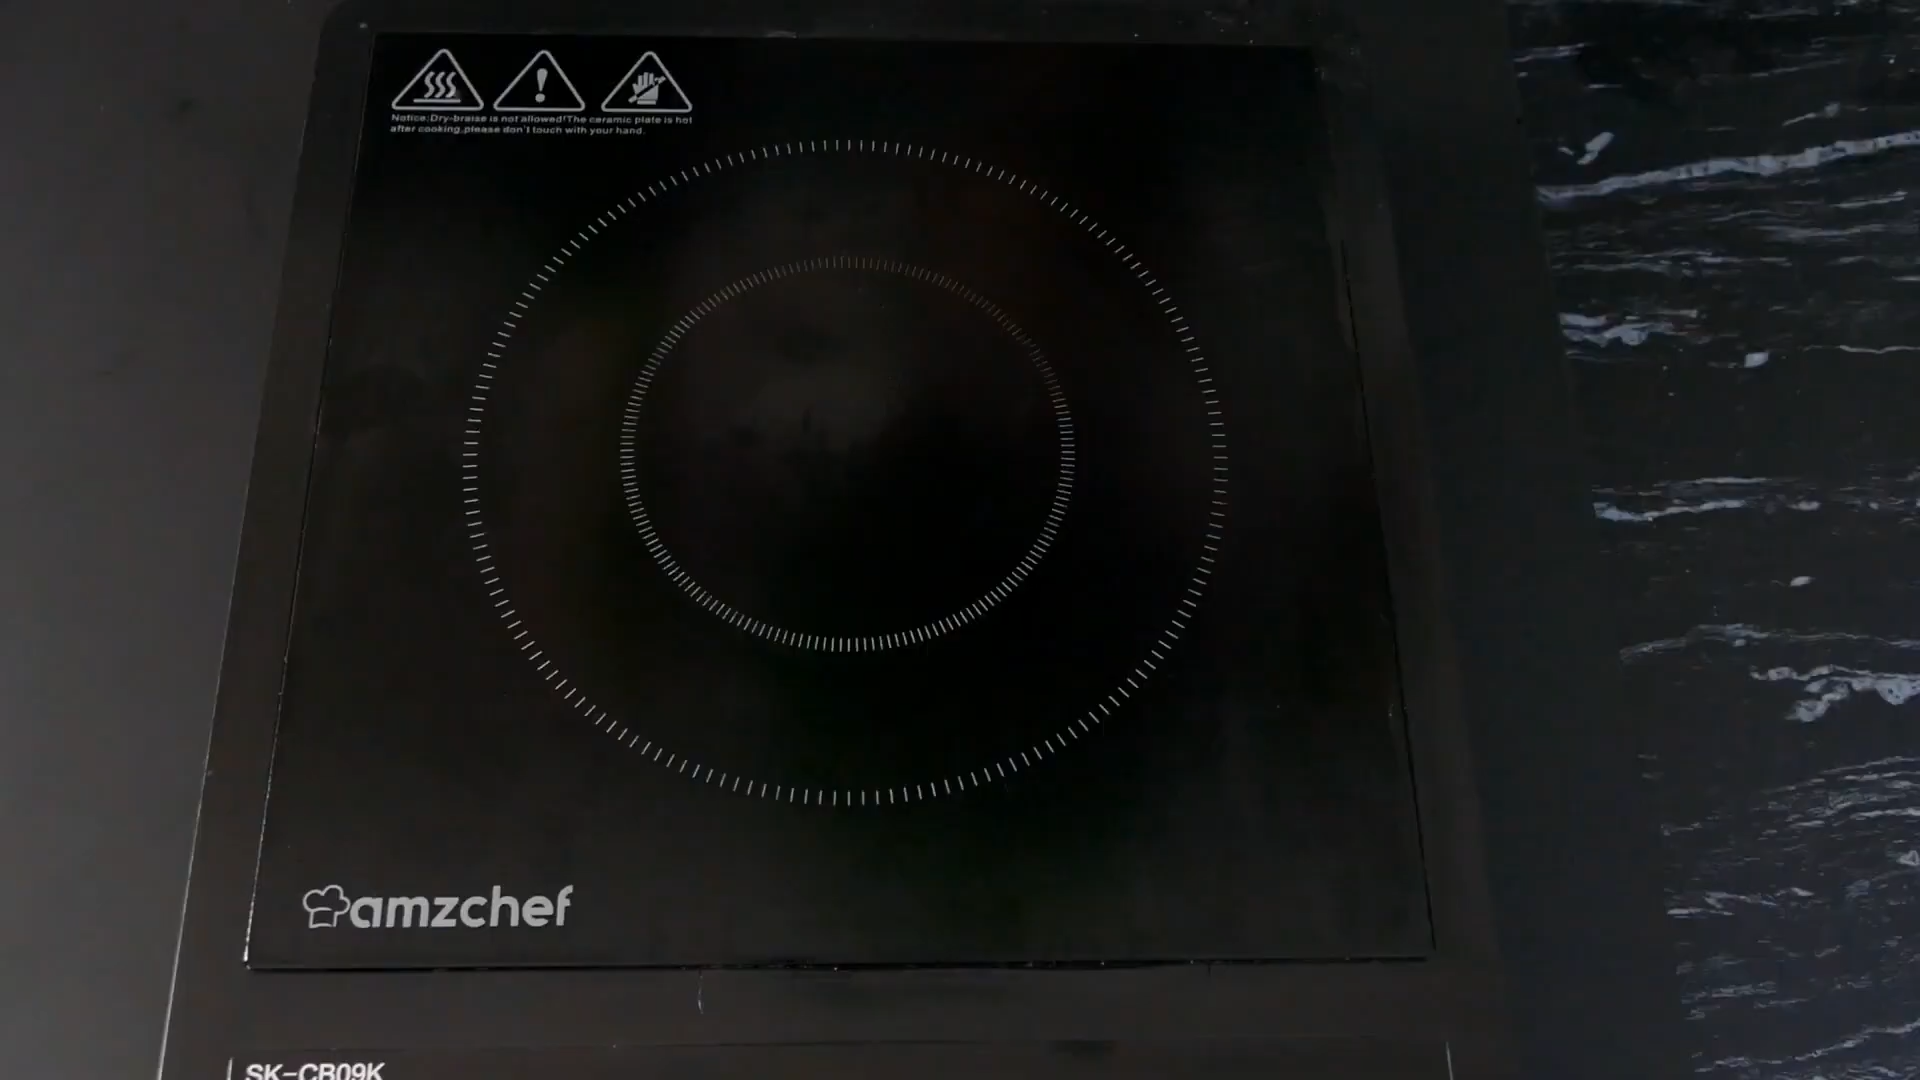 Notice:Dry-braise is not allowed!The ceramic plate is hot
after cooking,please don't touch with your hand.
amzchef
SK-CB09K